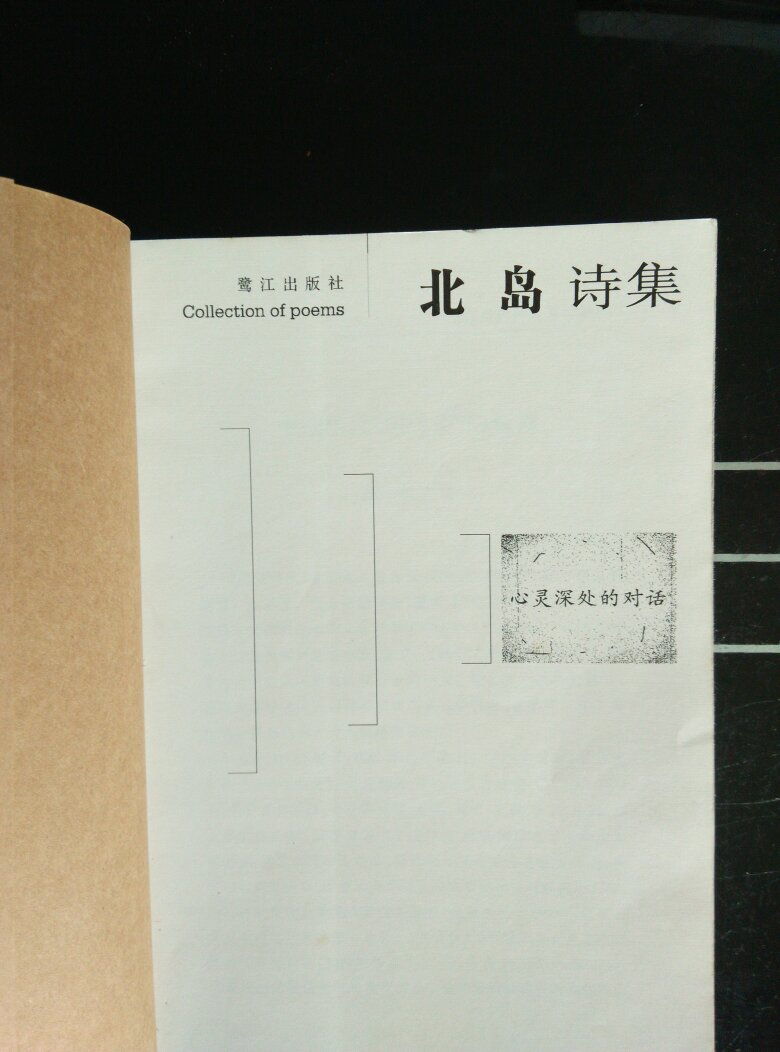 鹭江出版社
Collection of poems
北岛诗集
心灵深处的对话